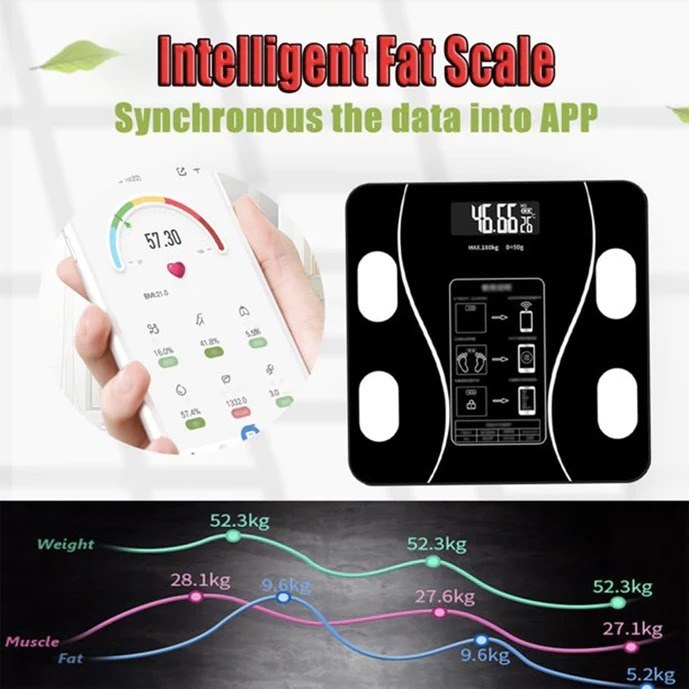 Intelligent Fat Scale
Synchronous the data into APP
57.30
BMI:21.0
16.0%
41.8%
5.5%
57.4%
1332.0
3.0
46.66
26
MAX.180kg D=50g
Weight
52.3kg
52.3kg
52.3kg
Muscle
28.1kg
27.6kg
27.1kg
Fat
9.6kg
9.6kg
5.2kg